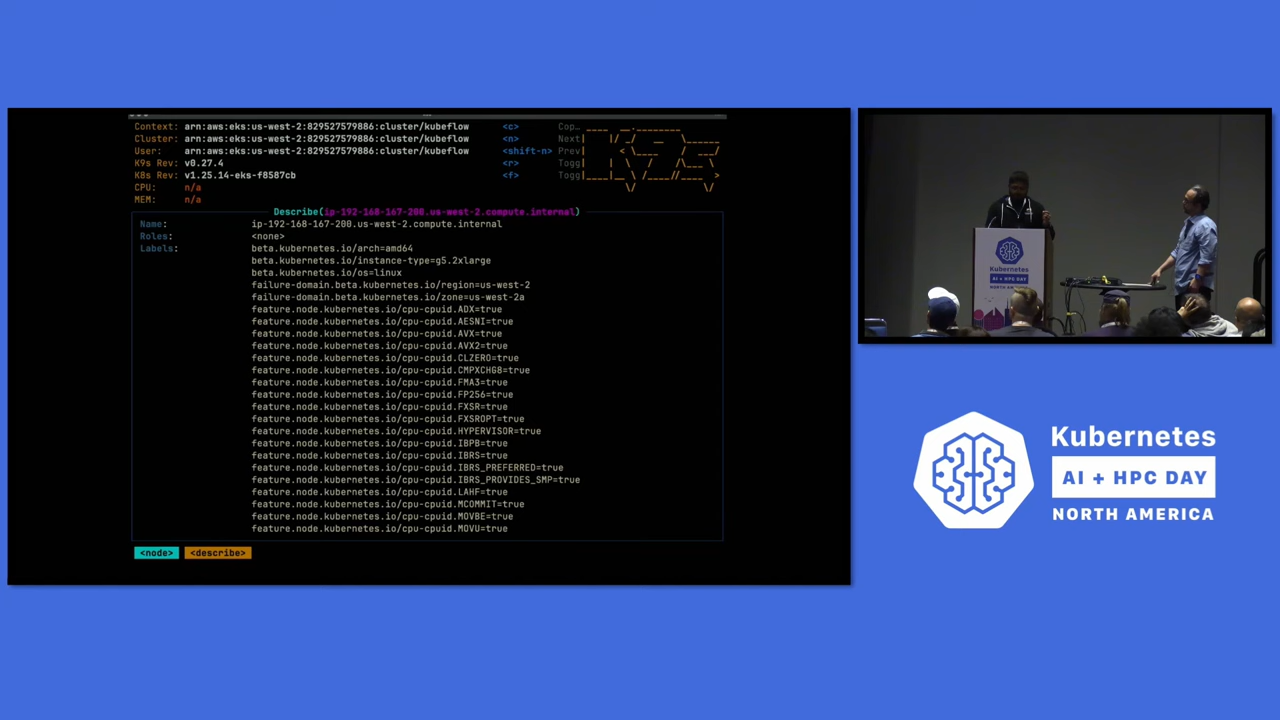 Context: arn:aws:eks:us-west-2:829527579886:cluster/kubeflow <c> Cop…
Cluster: arn:aws:eks:us-west-2:829527579886:cluster/kubeflow <n> Next
User: arn:aws:eks:us-west-2:829527579886:cluster/kubeflow <shift-n> Prev
K9s Rev: v0.27.4 <r> Togg
K8s Rev: v1.25.14-eks-f8587cb <f> Togg
CPU: n/a
MEM: n/a
Describe(ip-192-168-167-200.us-west-2.compute.internal)
Name: ip-192-168-167-200.us-west-2.compute.internal
Roles: <none>
Labels: beta.kubernetes.io/arch=amd64
beta.kubernetes.io/instance-type=g5.2xlarge
beta.kubernetes.io/os=linux
failure-domain.beta.kubernetes.io/region=us-west-2
failure-domain.beta.kubernetes.io/zone=us-west-2a
feature.node.kubernetes.io/cpu-cpuid.ADX=true
feature.node.kubernetes.io/cpu-cpuid.AESNI=true
feature.node.kubernetes.io/cpu-cpuid.AVX=true
feature.node.kubernetes.io/cpu-cpuid.AVX2=true
feature.node.kubernetes.io/cpu-cpuid.CLZERO=true
feature.node.kubernetes.io/cpu-cpuid.CMPXCHG8=true
feature.node.kubernetes.io/cpu-cpuid.FMA3=true
feature.node.kubernetes.io/cpu-cpuid.FP256=true
feature.node.kubernetes.io/cpu-cpuid.FXSR=true
feature.node.kubernetes.io/cpu-cpuid.FXSROPT=true
feature.node.kubernetes.io/cpu-cpuid.HYPERVISOR=true
feature.node.kubernetes.io/cpu-cpuid.IBPB=true
feature.node.kubernetes.io/cpu-cpuid.IBRS=true
feature.node.kubernetes.io/cpu-cpuid.IBRS_PREFERRED=true
feature.node.kubernetes.io/cpu-cpuid.IBRS_PROVIDES_SMP=true
feature.node.kubernetes.io/cpu-cpuid.LAHF=true
feature.node.kubernetes.io/cpu-cpuid.MCOMMIT=true
feature.node.kubernetes.io/cpu-cpuid.MOVBE=true
feature.node.kubernetes.io/cpu-cpuid.MOVU=true
<node> <describe>
Kubernetes
AI + HPC DAY
NORTH AMERICA
Kubernetes
AI + HPC DAY
NORTH AMERICA